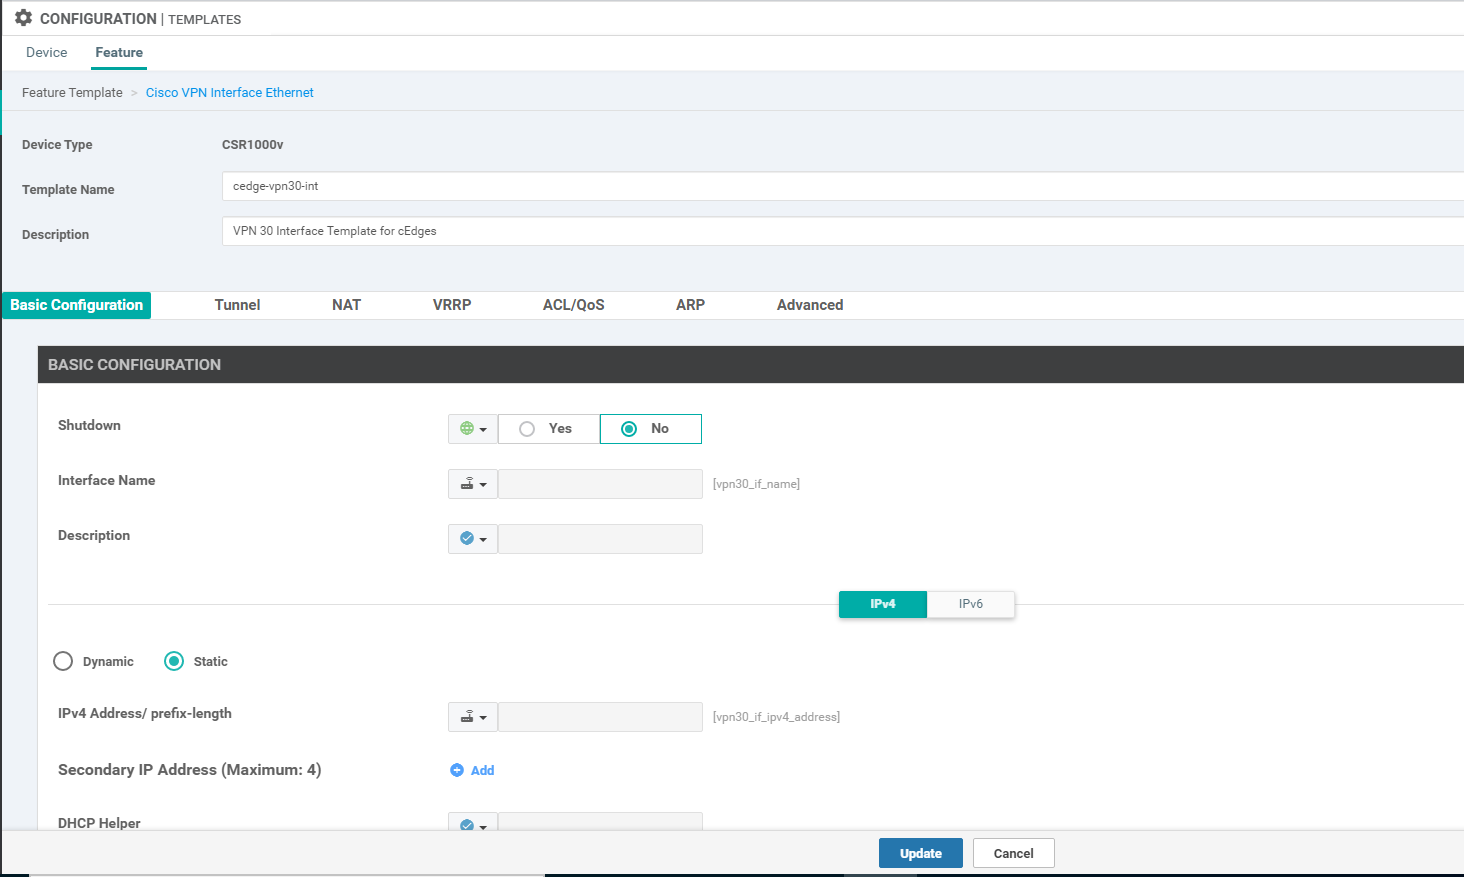 CONFIGURATION | TEMPLATES
Device Feature
Feature Template > Cisco VPN Interface Ethernet
Device Type CSR1000v
Template Name cedge-vpn30-int
Description VPN 30 Interface Template for cEdges
Basic Configuration Tunnel NAT VRRP ACL/QoS ARP Advanced
BASIC CONFIGURATION
Shutdown Yes No
Interface Name [vpn30_if_name]
Description
IPv4 IPv6
Dynamic Static
IPv4 Address/ prefix-length [vpn30_if_ipv4_address]
Secondary IP Address (Maximum: 4) Add
DHCP Helper
Update Cancel